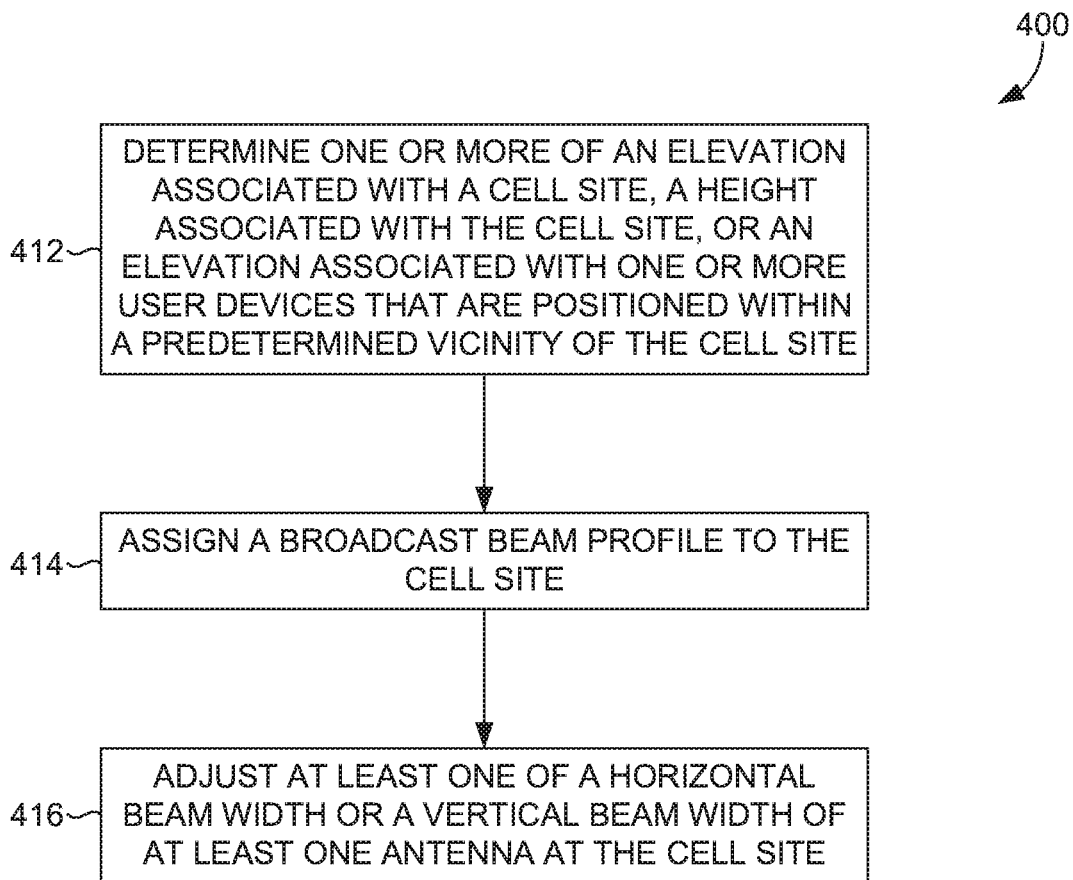 400
DETERMINE ONE OR MORE OF AN ELEVATION
ASSOCIATED WITH A CELL SITE, A HEIGHT
ASSOCIATED WITH THE CELL SITE, OR AN
ELEVATION ASSOCIATED WITH ONE OR MORE
USER DEVICES THAT ARE POSITIONED WITHIN
A PREDETERMINED VICINITY OF THE CELL SITE
412
ASSIGN A BROADCAST BEAM PROFILE TO THE
CELL SITE
414
ADJUST AT LEAST ONE OF A HORIZONTAL
BEAM WIDTH OR A VERTICAL BEAM WIDTH OF
AT LEAST ONE ANTENNA AT THE CELL SITE
416